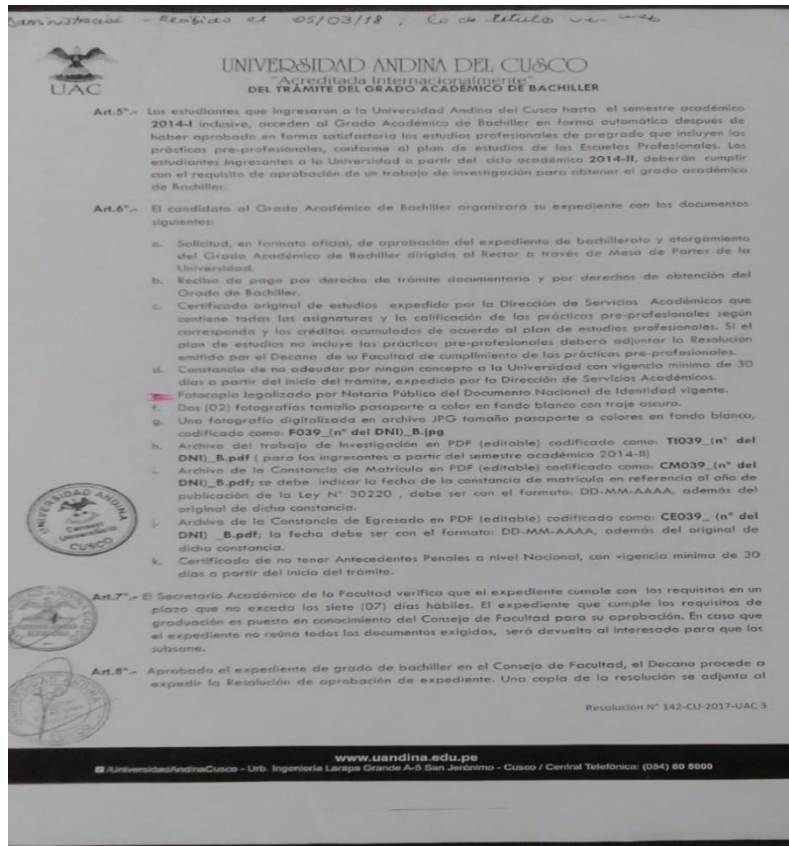 - Recibido el 05/03/18,
UAC
UNIVERSIDAD ANDINA DEL CUSCO
"Acreditada Internacionalmente"
DEL TRÁMITE DEL GRADO ACADÉMICO DE BACHILLER
Art.5°.- Los estudiantes que ingresaron a la Universidad Andina del Cusco hasta el semestre académico
2014-I inclusive, acceden al Grado Académico de Bachiller en forma automática después de
haber aprobado en forma satisfactoria los estudios profesionales de pregrado que incluyen las
prácticas pre-profesionales, conforme al plan de estudios de las Escuelas Profesionales. Los
estudiantes ingresantes a la Universidad a partir del ciclo académico 2014-II, deberán cumplir
con el requisito de aprobación de un trabajo de investigación para obtener el grado académico
de Bachiller.
Art.6°.- El candidato al Grado Académico de Bachiller organizará su expediente con los documentos
siguientes:
a. Solicitud, en formato oficial, de aprobación del expediente de bachillerato y otorgamiento
del Grado Académico de Bachiller dirigida al Rector a través de Mesa de Partes de la
Universidad.
b. Recibo de pago por derecho de trámite documentario y por derechos de obtención del
Grado de Bachiller.
c. Certificado original de estudios expedido por la Dirección de Servicios Académicos que
contiene todas las asignaturas y la calificación de las prácticas pre-profesionales según
corresponda y los créditos acumulados de acuerdo al plan de estudios profesionales. Si el
plan de estudios no incluye las prácticas pre-profesionales deberá adjuntar la Resolución
emitida por el Decano de su Facultad de cumplimiento de las prácticas pre-profesionales.
d. Constancia de no adeudar por ningún concepto a la Universidad con vigencia mínima de 30
días a partir del inicio del trámite, expedido por la Dirección de Servicios Académicos.
Fotocopia legalizado por Notario Público del Documento Nacional de Identidad vigente.
f. Dos (02) fotografías tamaño pasaporte a color en fondo blanco con traje oscuro.
g. Una fotografía digitalizada en archivo JPG tamaño pasaporte a colores en fondo blanco,
codificado como: F039_(n° del DNI)_B.jpg
h. Archivo del trabajo de Investigación en PDF (editable) codificado como: TI039_(n° del
DNI)_B.pdf ( para los ingresantes a partir del semestre académico 2014-II)
i. Archivo de la Constancia de Matrícula en PDF (editable) codificado como: CM039_(n° del
DNI)_B.pdf; se debe indicar la fecha de la constancia de matrícula en referencia al año de
publicación de la Ley N° 30220 , debe ser con el formato: DD-MM-AAAA, además del
original de dicha constancia.
j. Archivo de la Constancia de Egresado en PDF (editable) codificado como: CE039_ (n° del
DNI) _B.pdf; la fecha debe ser con el formato: DD-MM-AAAA, además del original de
dicha constancia.
k. Certificado de no tener Antecedentes Penales a nivel Nacional, con vigencia mínima de 30
días a partir del inicio del trámite.
UNIVERSIDAD ANDINA
Consejo
Universitario
CUSCO
Art.7°.- El Secretario Académico de la Facultad verifica que el expediente cumple con los requisitos en un
plazo que no exceda los siete (07) días hábiles. El expediente que cumple los requisitos de
graduación es puesto en conocimiento del Consejo de Facultad para su aprobación. En caso que
el expediente no reúna todos los documentos exigidos, será devuelto al interesado para que los
subsane.
Art.8°.- Aprobado el expediente de grado de bachiller en el Consejo de Facultad, el Decano procede a
expedir la Resolución de aprobación de expediente. Una copia de la resolución se adjunta al
Resolución N° 142-CU-2017-UAC 3
www.uandina.edu.pe
/UniversidadAndinaCusco - Urb. Ingeniería Larapa Grande A-5 San Jerónimo - Cusco / Central Telefónica: (084) 60 5000